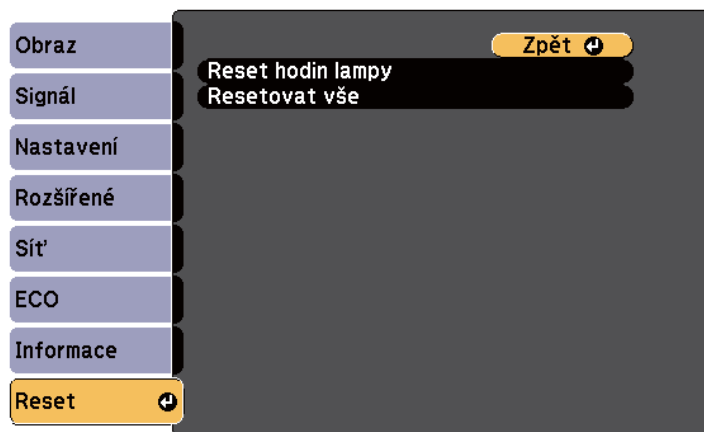 Obraz
Signál
Nastavení
Rozšířené
Síť
ECO
Informace
Reset
Zpět
Reset hodin lampy
Resetovat vše